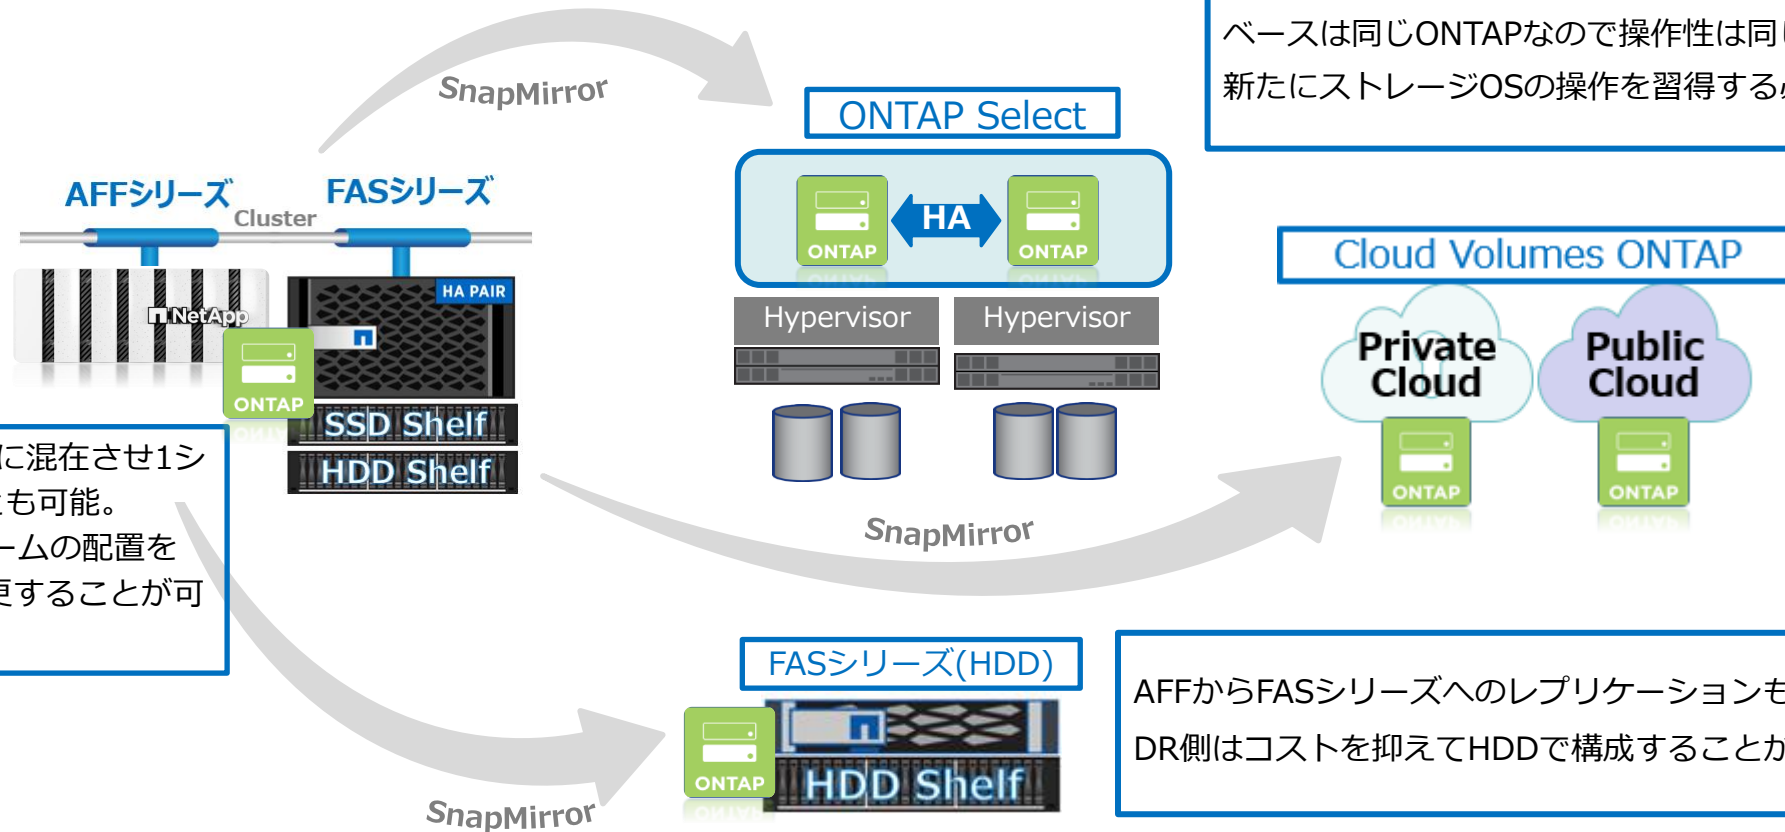 SnapMirror
ベースは同じONTAPなので操作性は同じ
新たにストレージOSの操作を習得する
ONTAP Select
AFFシリーズ
FASシリーズ
Cluster
HA
ONTAP
ONTAP
HA PAIR
NetApp
ONTAP
SSD Shelf
HDD Shelf
Hypervisor
Hypervisor
Cloud Volumes ONTAP
Private
Cloud
Public
Cloud
ONTAP
ONTAP
に混在させ1シ
も可能。
ームの配置を
更することが可
SnapMirror
FASシリーズ(HDD)
ONTAP
HDD Shelf
AFFからFASシリーズへのレプリケーションも
DR側はコストを抑えてHDDで構成することが
SnapMirror